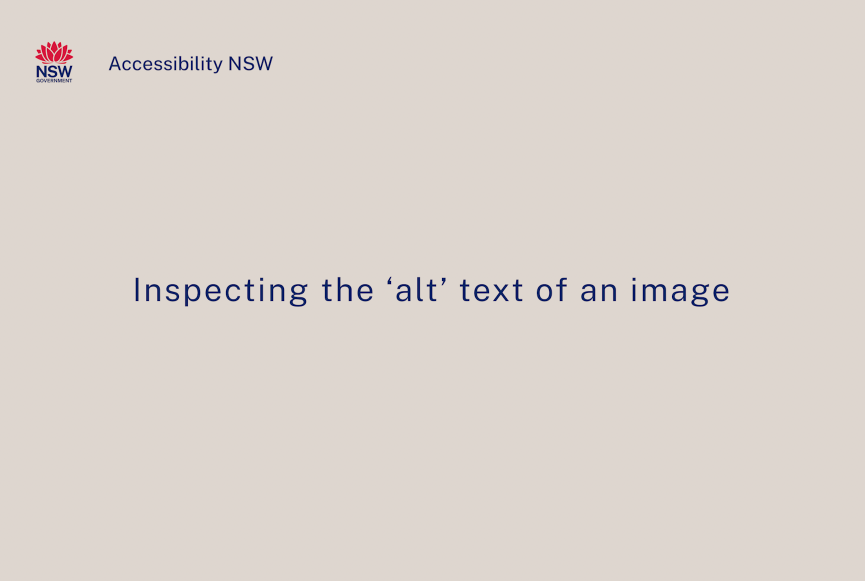 NSW
GOVERNMENT
Accessibility NSW
Inspecting the ‘alt’ text of an image